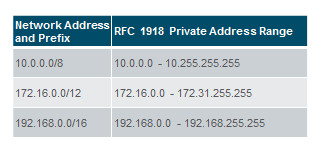 Network Address and Prefix RFC 1918 Private Address Range
10.0.0.0/8 10.0.0.0 - 10.255.255.255
172.16.0.0/12 172.16.0.0 - 172.31.255.255
192.168.0.0/16 192.168.0.0 - 192.168.255.255